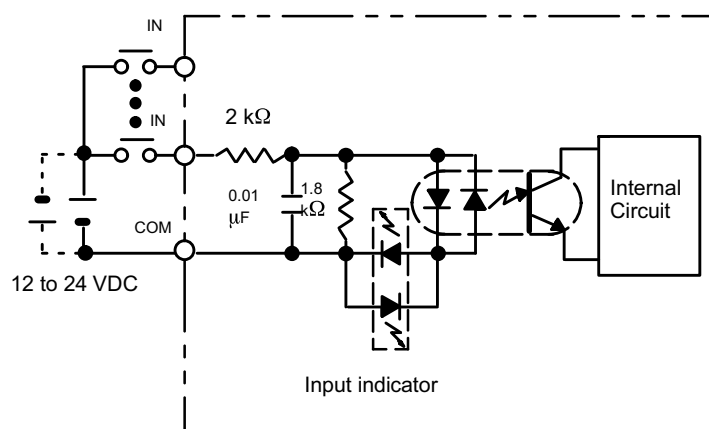 IN
IN
2 kΩ
0.01
μF
1.8
kΩ
Internal
Circuit
COM
12 to 24 VDC
Input indicator